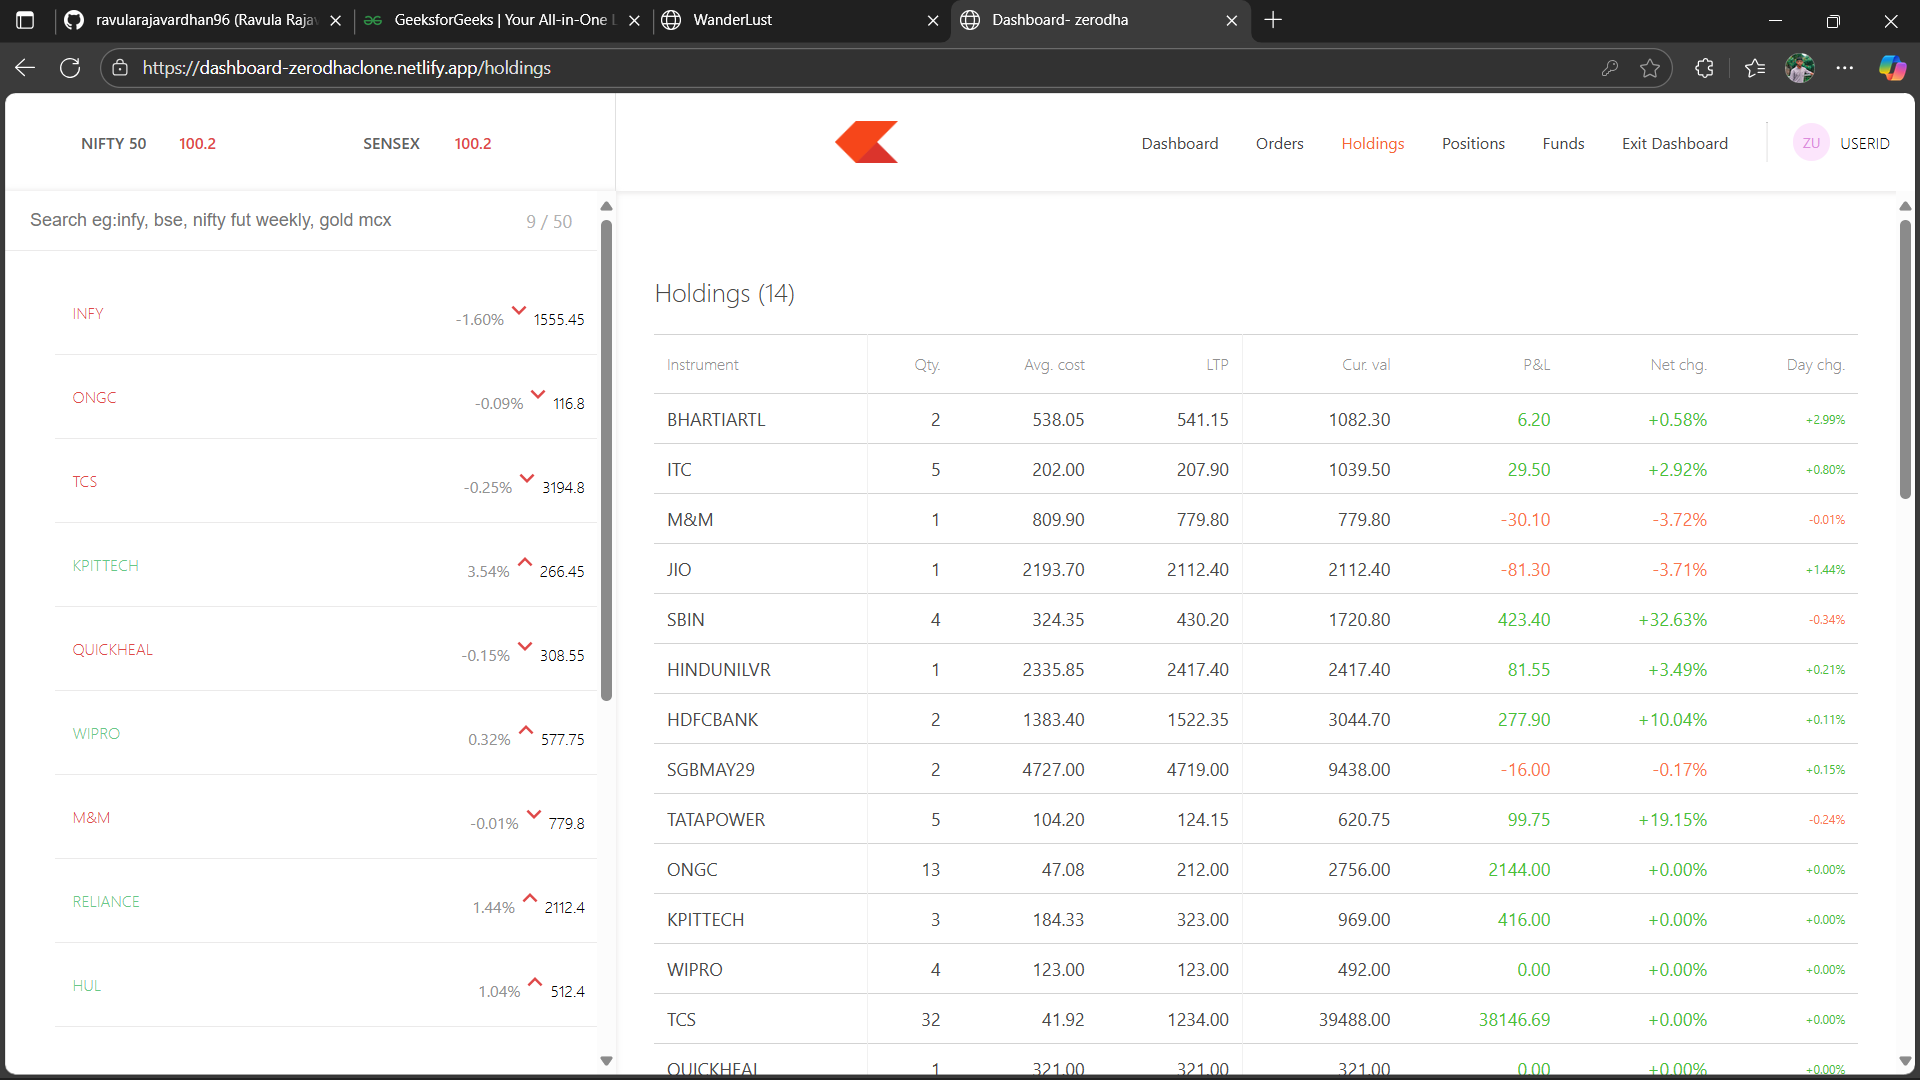 ravularajavardhan96 (Ravula Rajav
GeeksforGeeks | Your All-in-One L
WanderLust
Dashboard- zerodha
https://dashboard-zerodhaclone.netlify.app/holdings
NIFTY 50 100.2 SENSEX 100.2
Dashboard Orders Holdings Positions Funds Exit Dashboard ZU USERID
Search eg:infy, bse, nifty fut weekly, gold mcx 9 / 50
INFY -1.60% 1555.45
ONGC -0.09% 116.8
TCS -0.25% 3194.8
KPITTECH 3.54% 266.45
QUICKHEAL -0.15% 308.55
WIPRO 0.32% 577.75
M&M -0.01% 779.8
RELIANCE 1.44% 2112.4
HUL 1.04% 512.4
Holdings (14)
Instrument Qty. Avg. cost LTP Cur. val P&L Net chg. Day chg.
BHARTIARTL 2 538.05 541.15 1082.30 6.20 +0.58% +2.99%
ITC 5 202.00 207.90 1039.50 29.50 +2.92% +0.80%
M&M 1 809.90 779.80 779.80 -30.10 -3.72% -0.01%
JIO 1 2193.70 2112.40 2112.40 -81.30 -3.71% +1.44%
SBIN 4 324.35 430.20 1720.80 423.40 +32.63% -0.34%
HINDUNILVR 1 2335.85 2417.40 2417.40 81.55 +3.49% +0.21%
HDFCBANK 2 1383.40 1522.35 3044.70 277.90 +10.04% +0.11%
SGBMAY29 2 4727.00 4719.00 9438.00 -16.00 -0.17% +0.15%
TATAPOWER 5 104.20 124.15 620.75 99.75 +19.15% -0.24%
ONGC 13 47.08 212.00 2756.00 2144.00 +0.00% +0.00%
KPITTECH 3 184.33 323.00 969.00 416.00 +0.00% +0.00%
WIPRO 4 123.00 123.00 492.00 0.00 +0.00% +0.00%
TCS 32 41.92 1234.00 39488.00 38146.69 +0.00% +0.00%
QUICKHEAL 1 321.00 321.00 321.00 0.00 +0.00% +0.00%